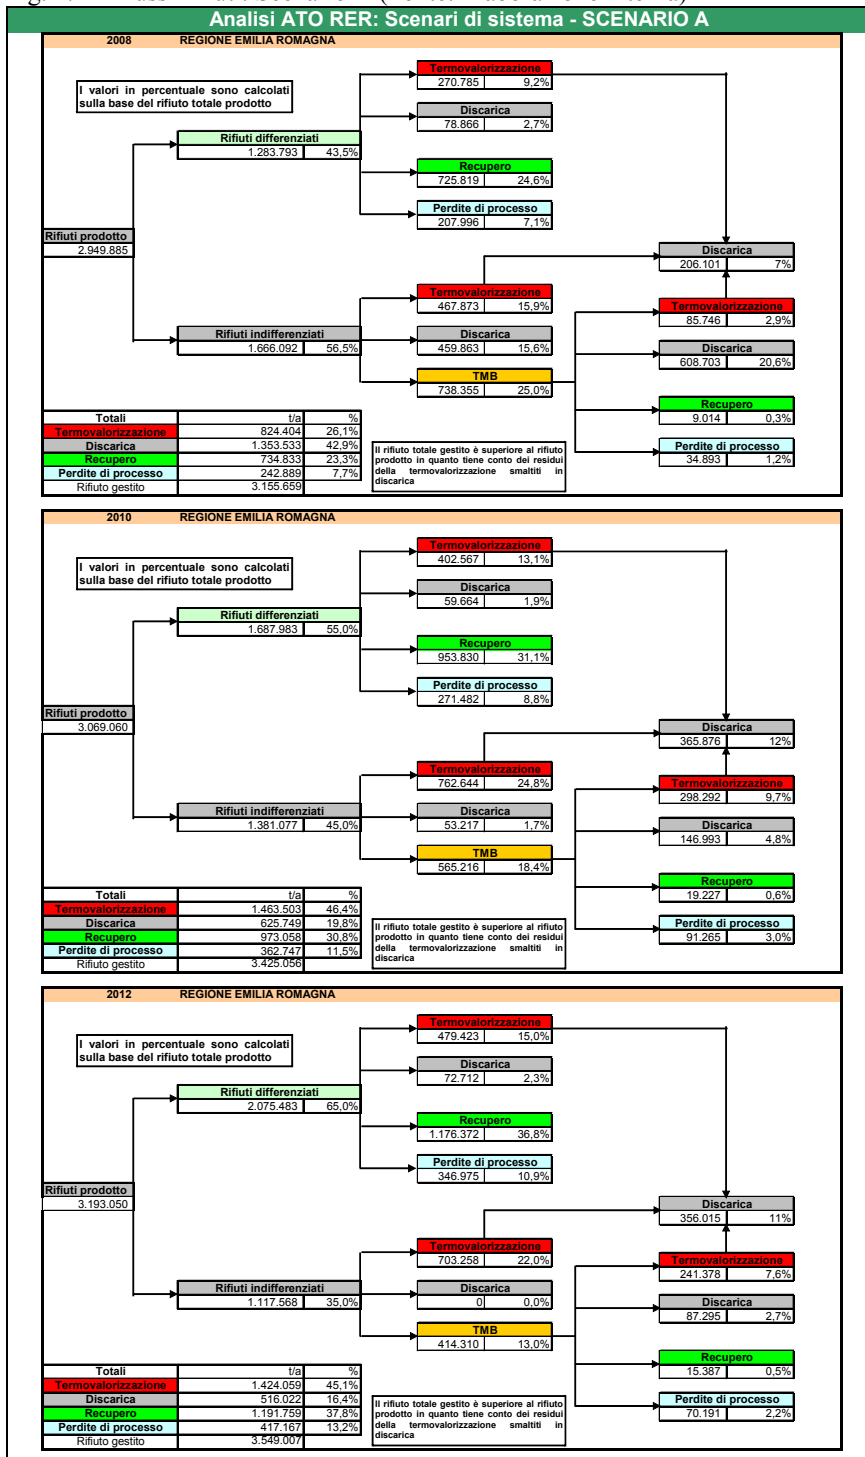 Analisi ATO RER: Scenari di sistema - SCENARIO A
2008 REGIONE EMILIA ROMAGNA
I valori in percentuale sono calcolati
sulla base del rifiuto totale prodotto
Termovalorizzazione
270.785 9,2%
Discarica
78.866 2,7%
Rifiuti differenziati
1.283.793 43,5%
Recupero
725.819 24,6%
Perdite di processo
207.996 7,1%
Rifiuti prodotto
2.949.885
Discarica
206.101 7%
Termovalorizzazione
467.873 15,9%
Termovalorizzazione
85.746 2,9%
Rifiuti indifferenziati
1.666.092 56,5%
Discarica
459.863 15,6%
Discarica
608.703 20,6%
TMB
738.355 25,0%
Recupero
9.014 0,3%
Perdite di processo
34.893 1,2%
Totali t/a %
Termovalorizzazione 824.404 26,1%
Discarica 1.353.533 42,9%
Recupero 734.833 23,3%
Perdite di processo 242.889 7,7%
Rifiuto gestito 3.155.659
Il rifiuto totale gestito è superiore al rifiuto
prodotto in quanto tiene conto dei residui
della termovalorizzazione smaltiti in
discarica
2010 REGIONE EMILIA ROMAGNA
I valori in percentuale sono calcolati
sulla base del rifiuto totale prodotto
Termovalorizzazione
402.567 13,1%
Discarica
59.664 1,9%
Rifiuti differenziati
1.687.983 55,0%
Recupero
953.830 31,1%
Perdite di processo
271.482 8,8%
Rifiuti prodotto
3.069.060
Discarica
365.876 12%
Termovalorizzazione
762.644 24,8%
Termovalorizzazione
298.292 9,7%
Rifiuti indifferenziati
1.381.077 45,0%
Discarica
53.217 1,7%
Discarica
146.993 4,8%
TMB
565.216 18,4%
Recupero
19.227 0,6%
Perdite di processo
91.265 3,0%
Totali t/a %
Termovalorizzazione 1.463.503 46,4%
Discarica 625.749 19,8%
Recupero 973.058 30,8%
Perdite di processo 362.747 11,5%
Rifiuto gestito 3.425.056
Il rifiuto totale gestito è superiore al rifiuto
prodotto in quanto tiene conto dei residui
della termovalorizzazione smaltiti in
discarica
2012 REGIONE EMILIA ROMAGNA
I valori in percentuale sono calcolati
sulla base del rifiuto totale prodotto
Termovalorizzazione
479.423 15,0%
Discarica
72.712 2,3%
Rifiuti differenziati
2.075.483 65,0%
Recupero
1.176.372 36,8%
Perdite di processo
346.975 10,9%
Rifiuti prodotto
3.193.050
Discarica
356.015 11%
Termovalorizzazione
703.258 22,0%
Termovalorizzazione
241.378 7,6%
Rifiuti indifferenziati
1.117.568 35,0%
Discarica
0 0,0%
Discarica
87.295 2,7%
TMB
414.310 13,0%
Recupero
15.387 0,5%
Perdite di processo
70.191 2,2%
Totali t/a %
Termovalorizzazione 1.424.059 45,1%
Discarica 516.022 16,4%
Recupero 1.191.759 37,8%
Perdite di processo 417.167 13,2%
Rifiuto gestito 3.549.007
Il rifiuto totale gestito è superiore al rifiuto
prodotto in quanto tiene conto dei residui
della termovalorizzazione smaltiti in
discarica